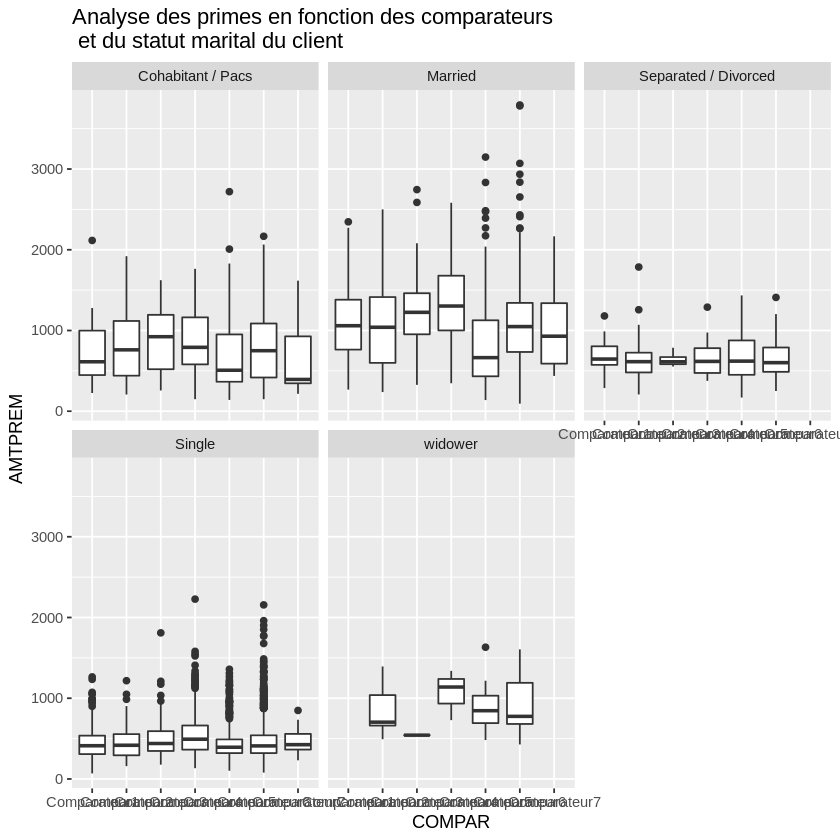 Analyse des primes en fonction des comparateurs
et du statut marital du client
Cohabitant / Pacs
Married
Separated / Divorced
3000
2000
1000
0
AMTPREM
Single
widower
3000
2000
1000
0
COMPAR